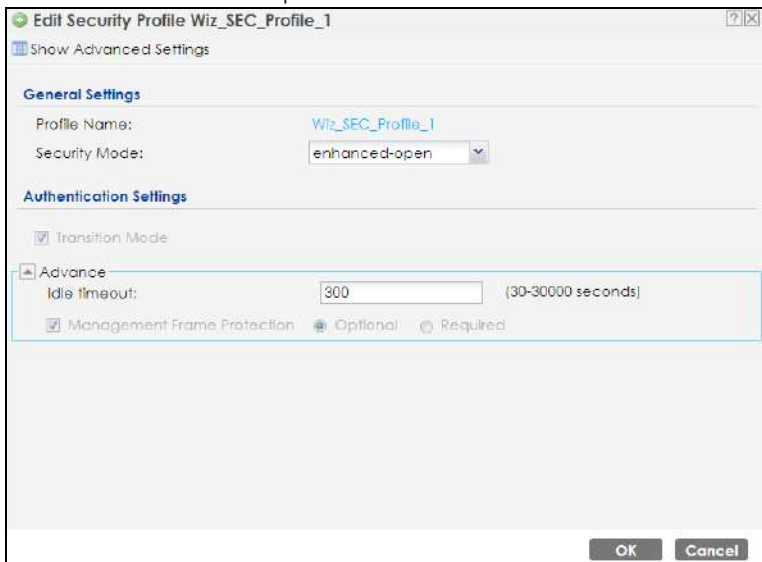 Edit Security Profile Wiz_SEC_Profile_1
Show Advanced Settings
General Settings
Profile Name: Wiz_SEC_Profile_1
Security Mode: enhanced-open
Authentication Settings
Transition Mode
Advance
Idle timeout: 300 (30-30000 seconds)
Management Frame Protection Optional Required
OK Cancel